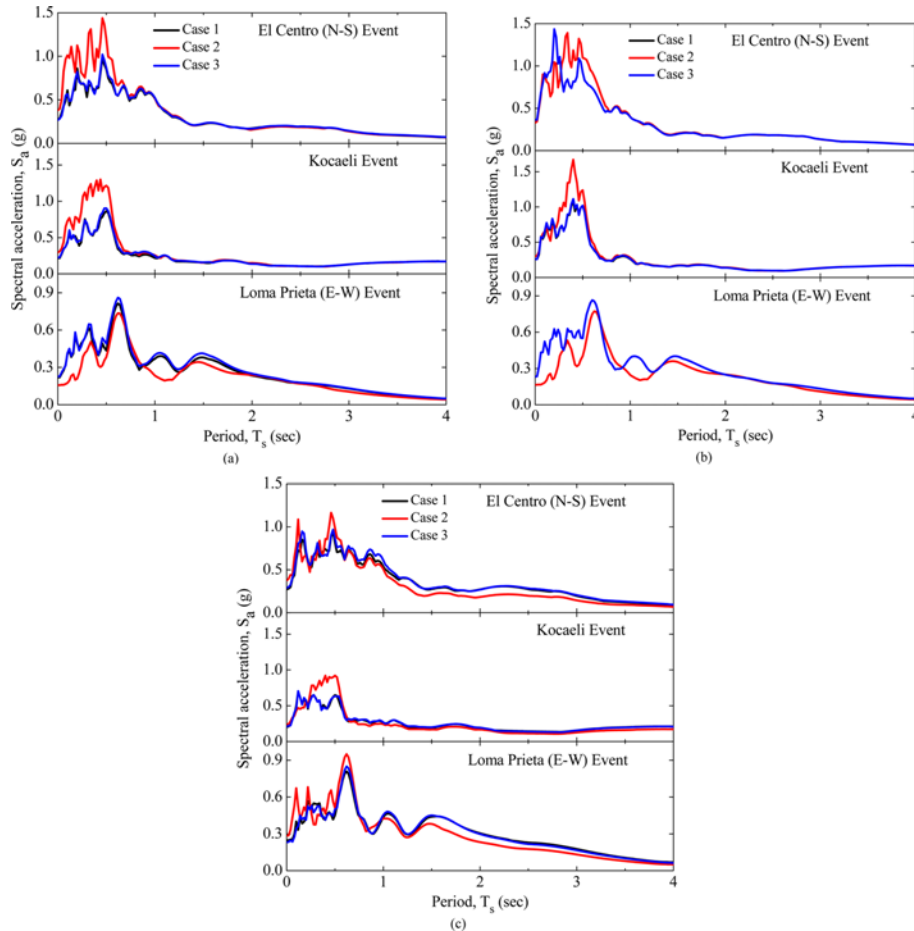 El Centro (N-S) Event
Case 1
Case 2
Case 3
1.5
1.0
0.5
0.0
Kocaeli Event
1.5
1.0
0.5
0.0
Loma Prieta (E-W) Event
0.9
0.6
0.3
0.0
0 1 2 3 4
Spectral acceleration, Sa (g)
Period, Ts (sec)
(a)
El Centro (N-S) Event
Case 1
Case 2
Case 3
1.5
1.0
0.5
0.0
Kocaeli Event
1.5
1.0
0.5
0.0
Loma Prieta (E-W) Event
0.9
0.6
0.3
0.0
0 1 2 3 4
Spectral acceleration, Sa (g)
Period, Ts (sec)
(b)
El Centro (N-S) Event
Case 1
Case 2
Case 3
1.5
1.0
0.5
0.0
Kocaeli Event
1.5
1.0
0.5
0.0
Loma Prieta (E-W) Event
0.9
0.6
0.3
0.0
0 1 2 3 4
Spectral acceleration, Sa (g)
Period, Ts (sec)
(c)